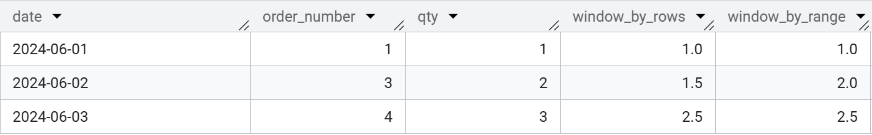 date order_number qty window_by_rows window_by_range
2024-06-01 1 1 1.0 1.0
2024-06-02 3 2 1.5 2.0
2024-06-03 4 3 2.5 2.5